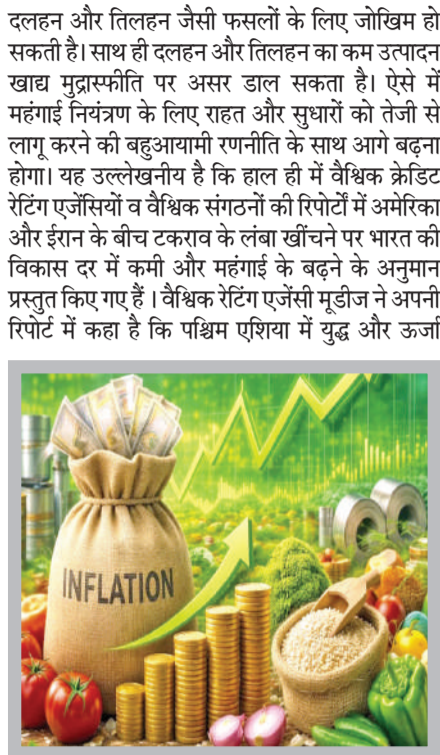 दलहन और तिलहन जैसी फसलों के लिए जोखिम हो
सकती है। साथ ही दलहन और तिलहन का कम उत्पादन
खाद्य मुद्रास्फीति पर असर डाल सकता है। ऐसे में
महंगाई नियंत्रण के लिए राहत और सुधारों को तेजी से
लागू करने की बहुआयामी रणनीति के साथ आगे बढ़ना
होगा। यह उल्लेखनीय है कि हाल ही में वैश्विक क्रेडिट
रेटिंग एजेंसियों व वैश्विक संगठनों की रिपोर्टों में अमेरिका
और ईरान के बीच टकराव के लंबा खींचने पर भारत की
विकास दर में कमी और महंगाई के बढ़ने के अनुमान
प्रस्तुत किए गए हैं । वैश्विक रेटिंग एजेंसी मूडीज ने अपनी
रिपोर्ट में कहा है कि पश्चिम एशिया में युद्ध और ऊर्जा
INFLATION